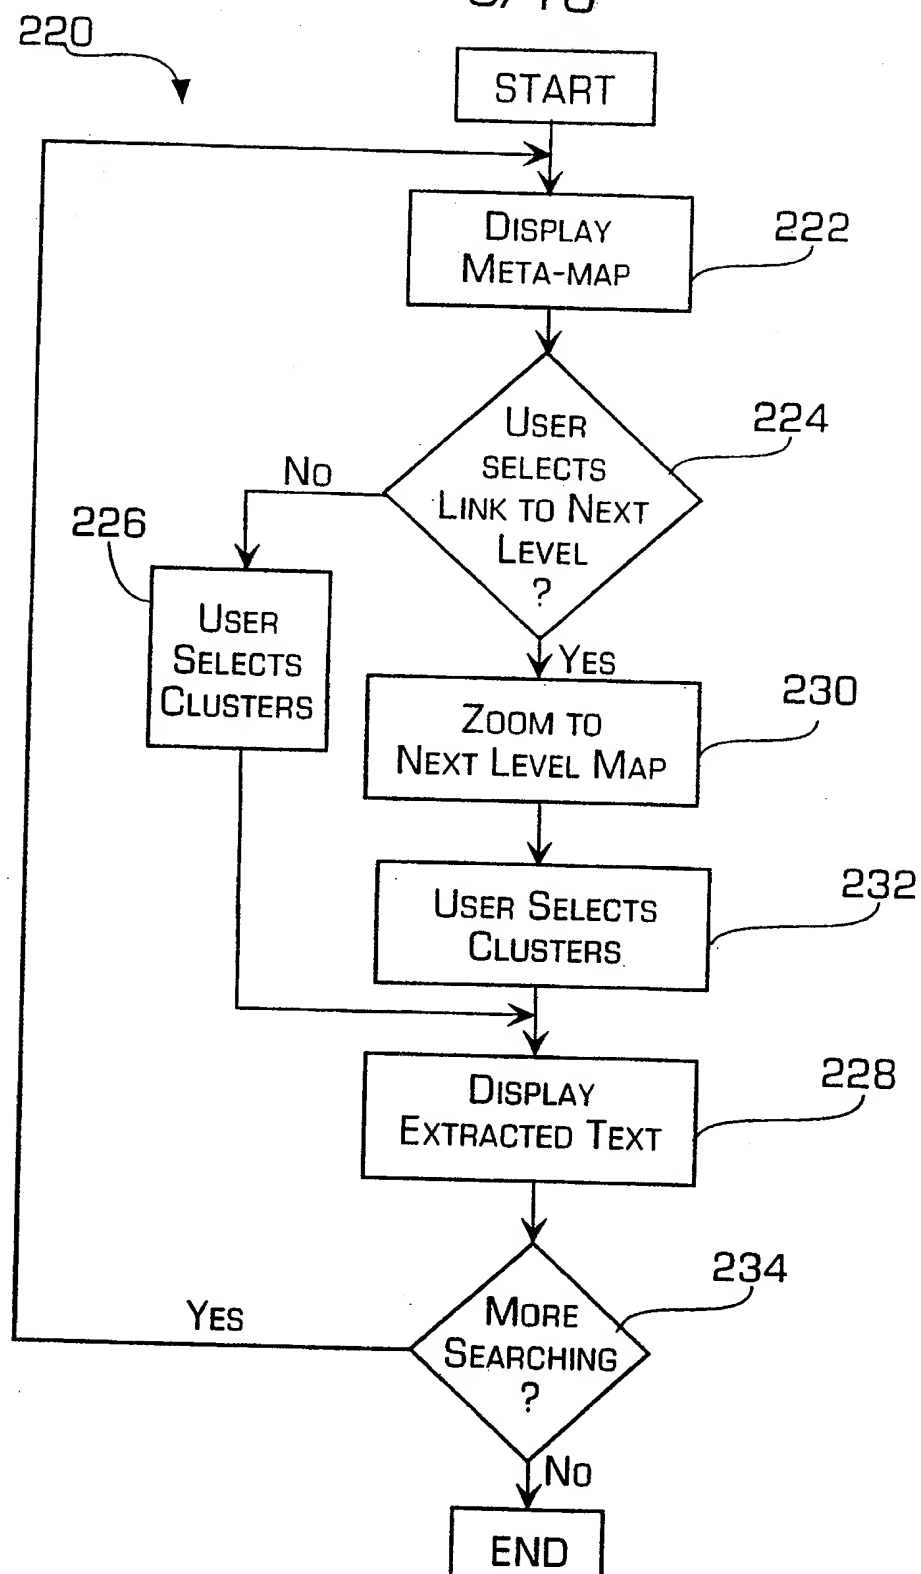 220
START
DISPLAY
META-MAP
222
USER
SELECTS
LINK TO NEXT
LEVEL
?
224
NO
226
USER
SELECTS
CLUSTERS
YES
ZOOM TO
NEXT LEVEL MAP
230
USER SELECTS
CLUSTERS
232
DISPLAY
EXTRACTED TEXT
228
MORE
SEARCHING
?
234
YES
NO
END